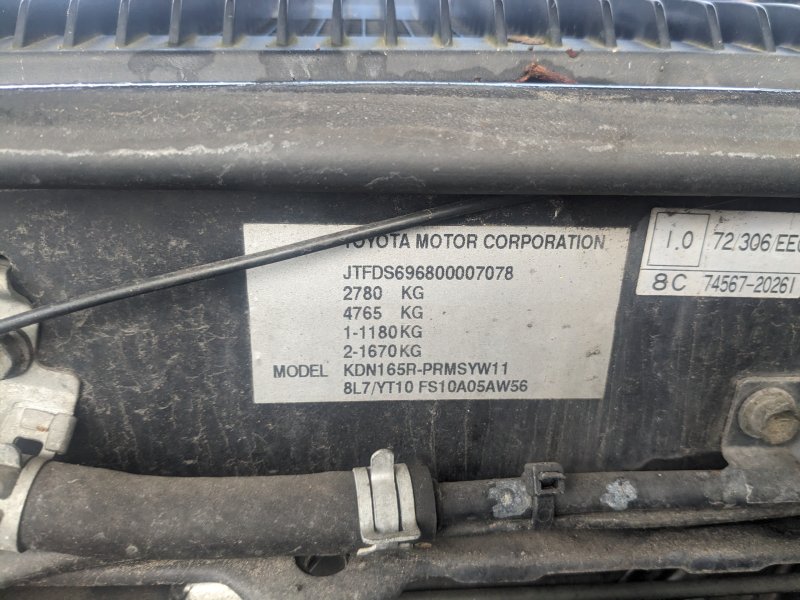 TOYOTA MOTOR CORPORATION
JTFDS696800007078
2780 KG
4765 KG
1-1180 KG
2-1670 KG
MODEL KDN165R-PRMSYW11
8L7/YT10 FS10A05AW56
1.0 72/306/EEC
8C 74567-20261